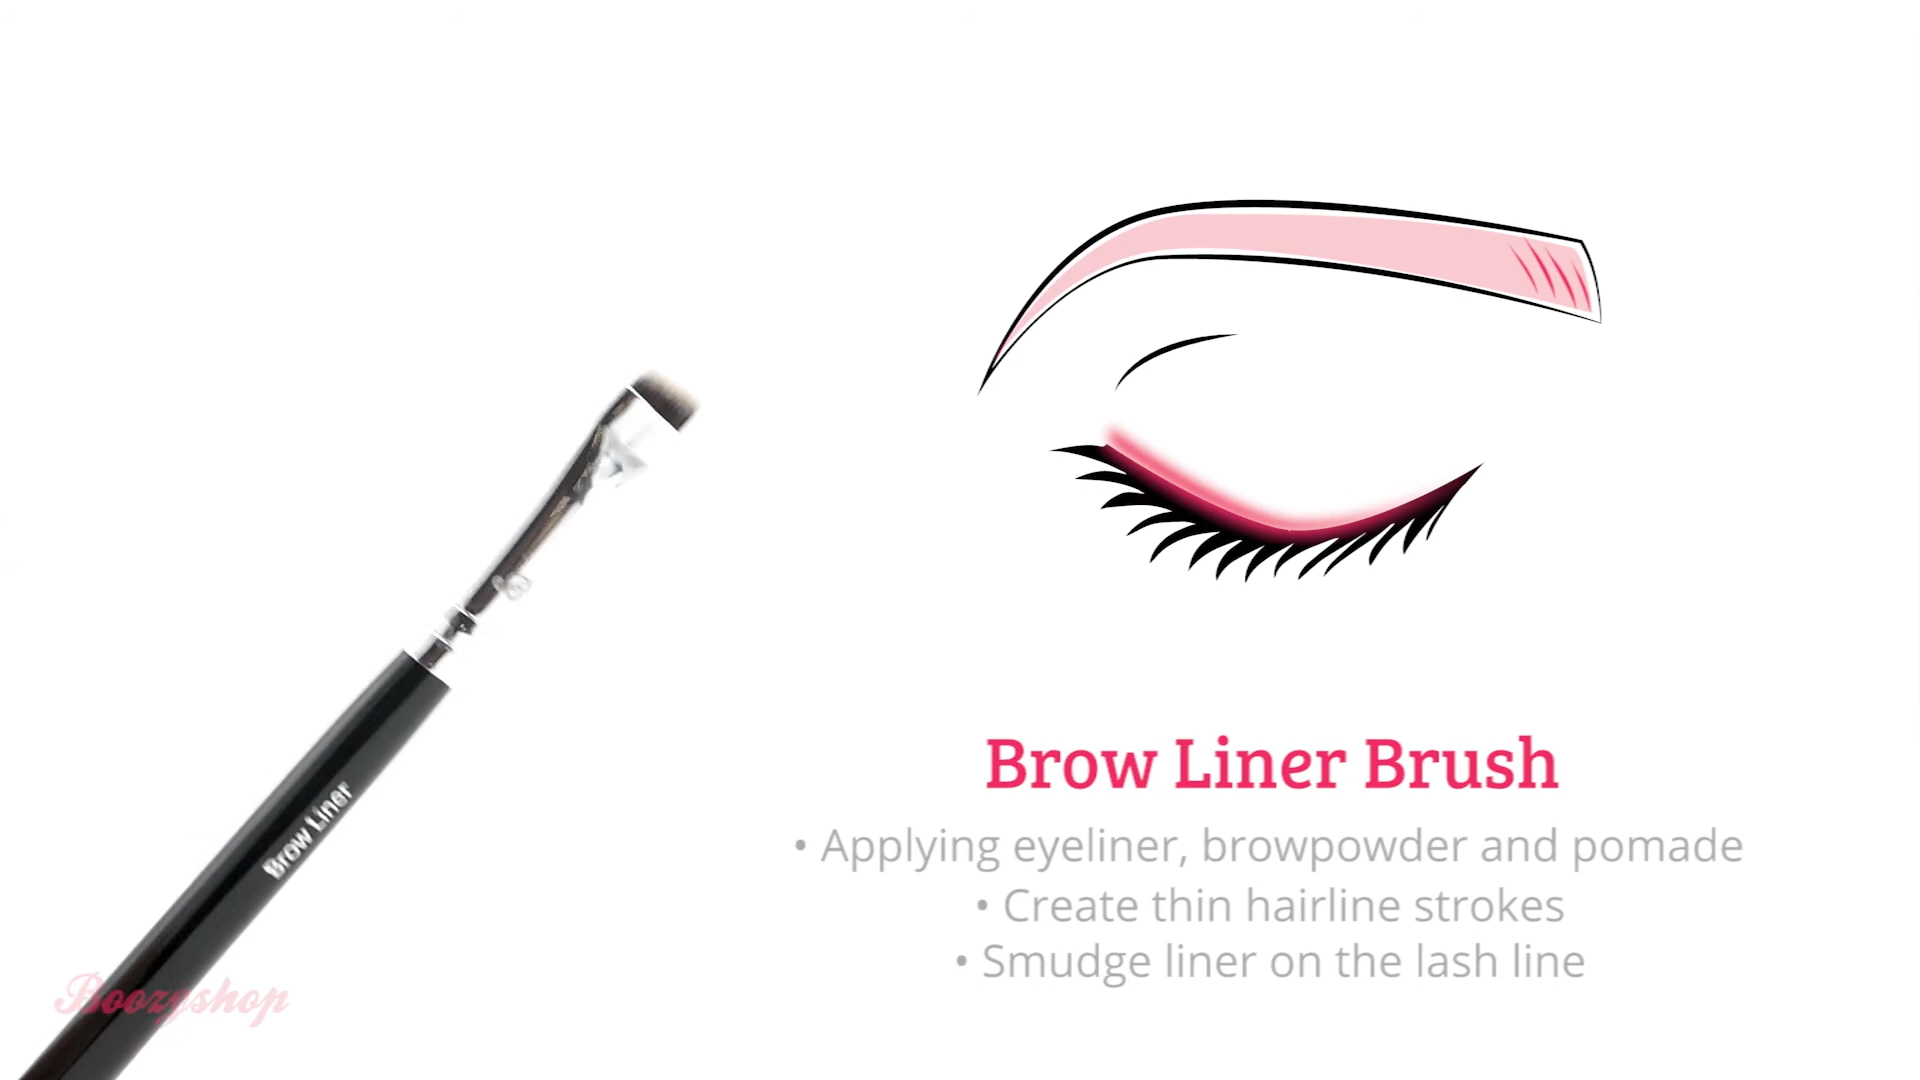 Brow Liner Brush
• Applying eyeliner, browpowder and pomade
• Create thin hairline strokes
• Smudge liner on the lash line
Brow Liner
Boozyshop